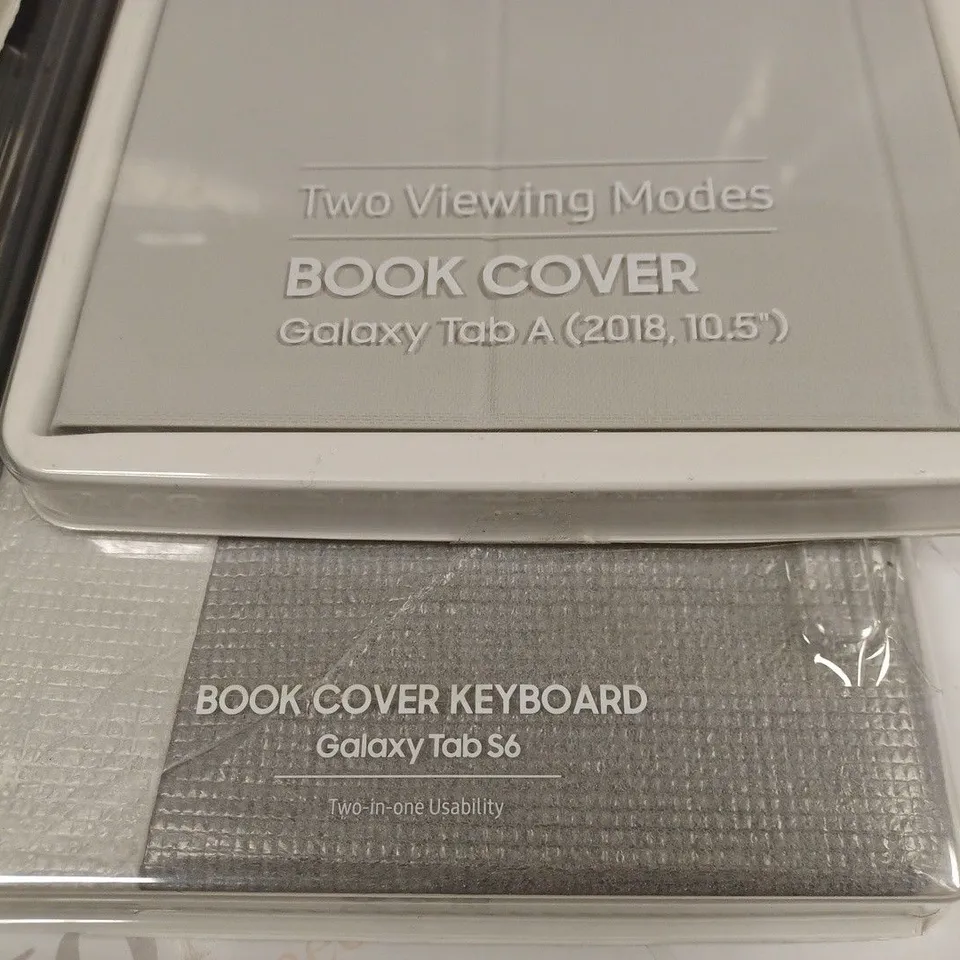 Two Viewing Modes
BOOK COVER
Galaxy Tab A (2018, 10.5")
BOOK COVER KEYBOARD
Galaxy Tab S6
Two-in-one Usability